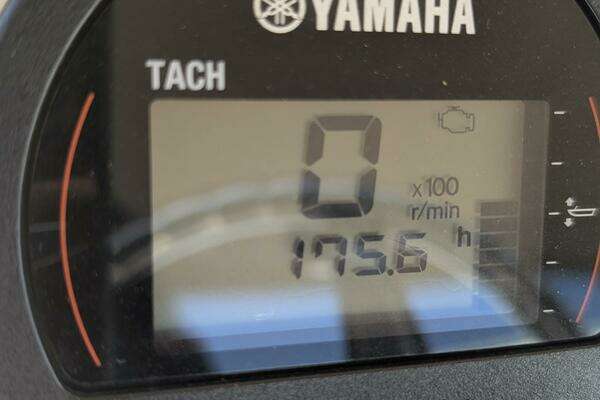 YAMAHA
TACH
0
x100
r/min
175.6 h